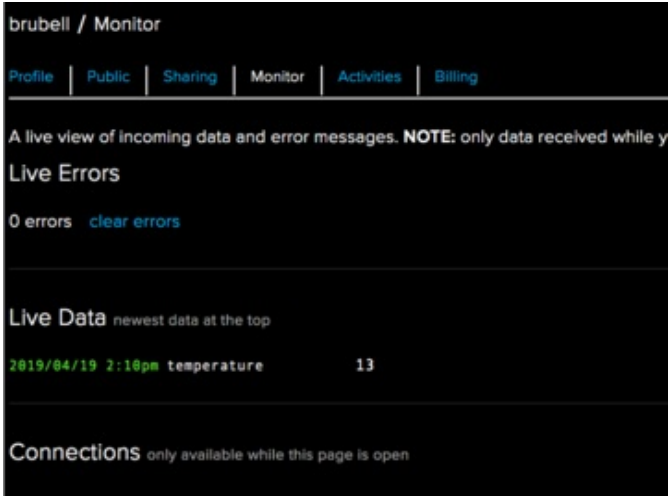 brubell / Monitor
Profile | Public | Sharing | Monitor | Activities | Billing
A live view of incoming data and error messages. NOTE: only data received while y
Live Errors
0 errors clear errors
Live Data newest data at the top
2019/04/19 2:10pm temperature 13
Connections only available while this page is open